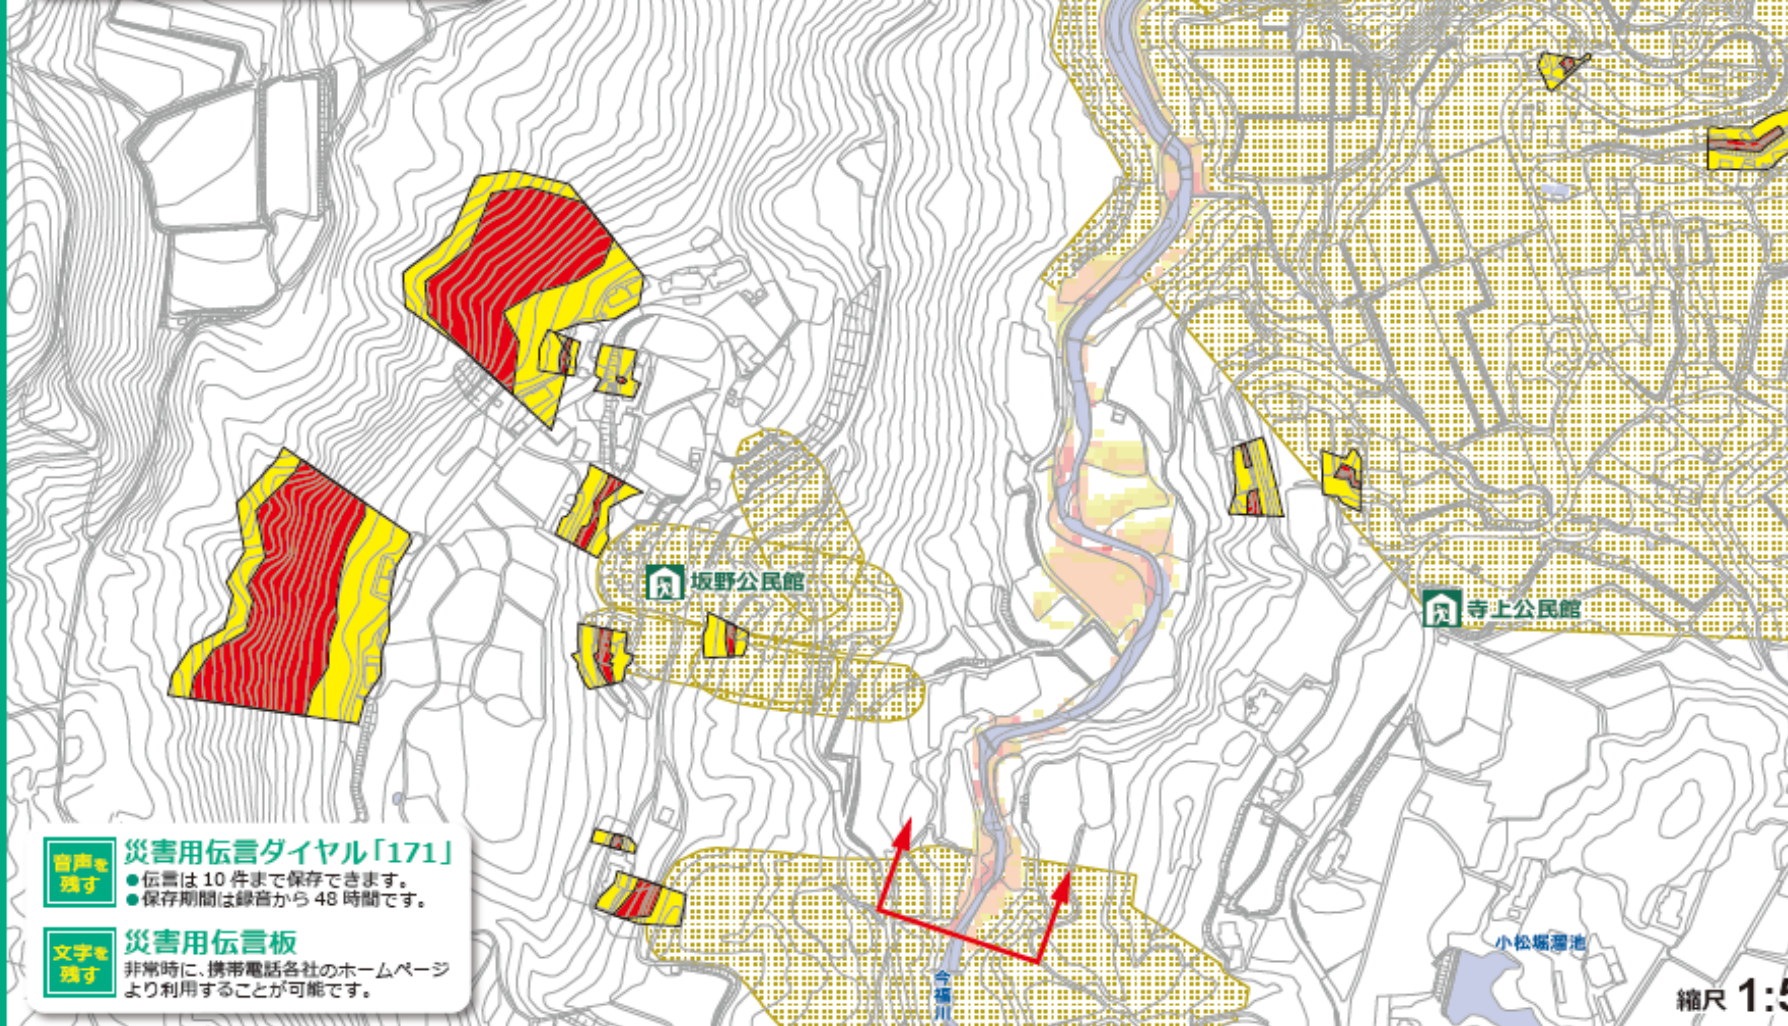 坂野公民館
寺上公民館
音声を
残す
災害用伝言ダイヤル「171」
●伝言は 10 件まで保存できます。
●保存期間は録音から 48 時間です。
文字を
残す
災害用伝言板
非常時に、携帯電話各社のホームページ
より利用することが可能です。
今福川
小松堀溜池
縮尺 1:5